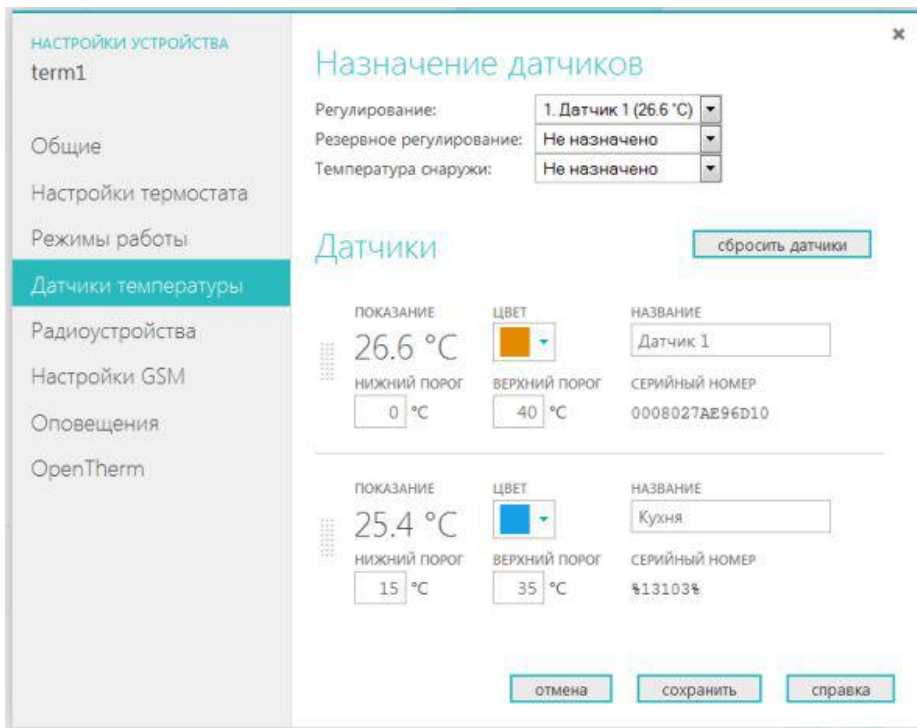 НАСТРОЙКИ УСТРОЙСТВА
term1
Общие
Настройки термостата
Режимы работы
Датчики температуры
Радиоустройства
Настройки GSM
Оповещения
OpenTherm
Назначение датчиков
Регулирование: 1. Датчик 1 (26.6 °C)
Резервное регулирование: Не назначено
Температура снаружи: Не назначено
Датчики сбросить датчики
ПОКАЗАНИЕ ЦВЕТ НАЗВАНИЕ
26.6 °C Датчик 1
НИЖНИЙ ПОРОГ ВЕРХНИЙ ПОРОГ СЕРИЙНЫЙ НОМЕР
0 °C 40 °C 0008027AE96D10
ПОКАЗАНИЕ ЦВЕТ НАЗВАНИЕ
25.4 °C Кухня
НИЖНИЙ ПОРОГ ВЕРХНИЙ ПОРОГ СЕРИЙНЫЙ НОМЕР
15 °C 35 °C %13103%
отмена сохранить справка